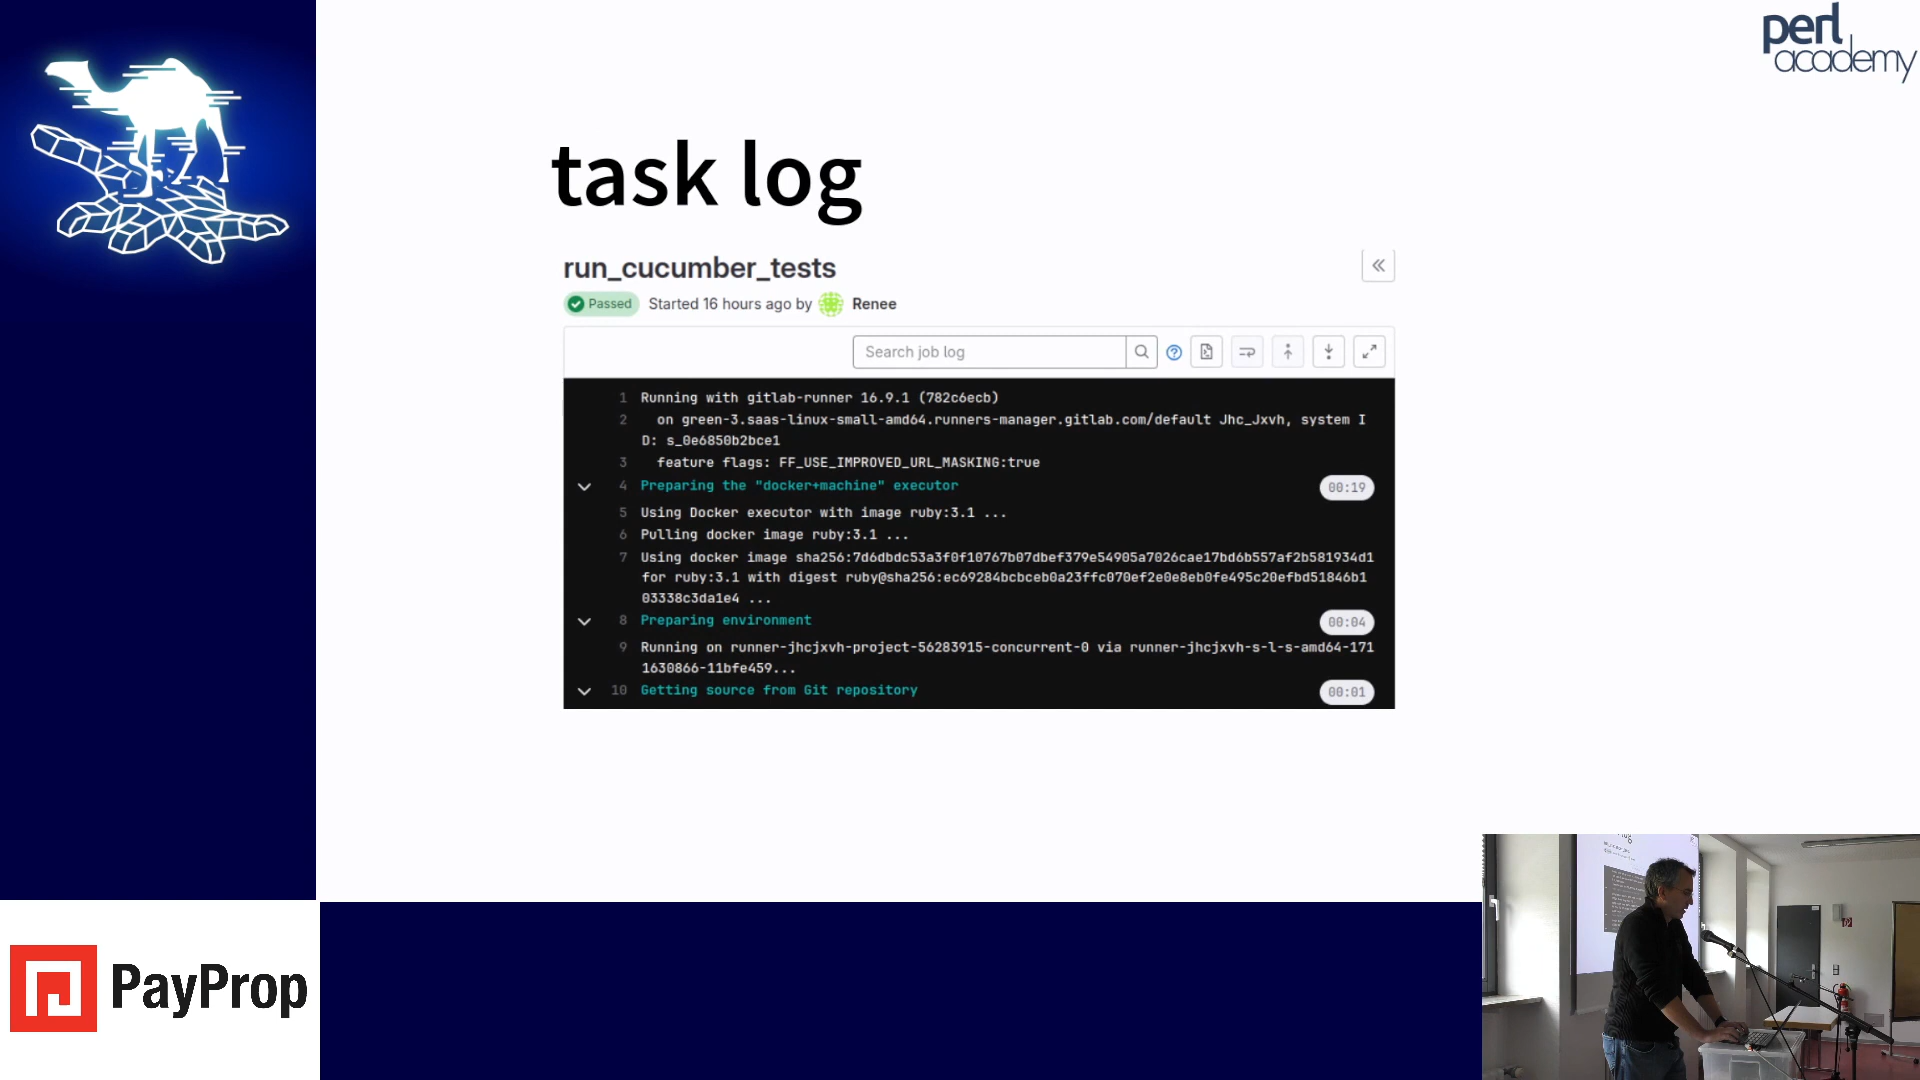 perl
academy
task log
run_cucumber_tests
Passed Started 16 hours ago by Renee
Search job log
1 Running with gitlab-runner 16.9.1 (782c6ecb)
2 on green-3.saas-linux-small-amd64.runners-manager.gitlab.com/default Jhc_Jxvh, system I
D: s_0e6850b2bce1
3 feature flags: FF_USE_IMPROVED_URL_MASKING:true
4 Preparing the "docker+machine" executor 00:19
5 Using Docker executor with image ruby:3.1 ...
6 Pulling docker image ruby:3.1 ...
7 Using docker image sha256:7d6dbdc53a3f0f10767b07dbef379e54905a7026cae17bd6b557af2b581934d1
for ruby:3.1 with digest ruby@sha256:ec69284bcbceb0a23ffc070ef2e0e8eb0fe495c20efbd51846b1
03338c3da1e4 ...
8 Preparing environment 00:04
9 Running on runner-jhcjxvh-project-56283915-concurrent-0 via runner-jhcjxvh-s-l-s-amd64-171
1630866-11bfe459...
10 Getting source from Git repository 00:01
PayProp